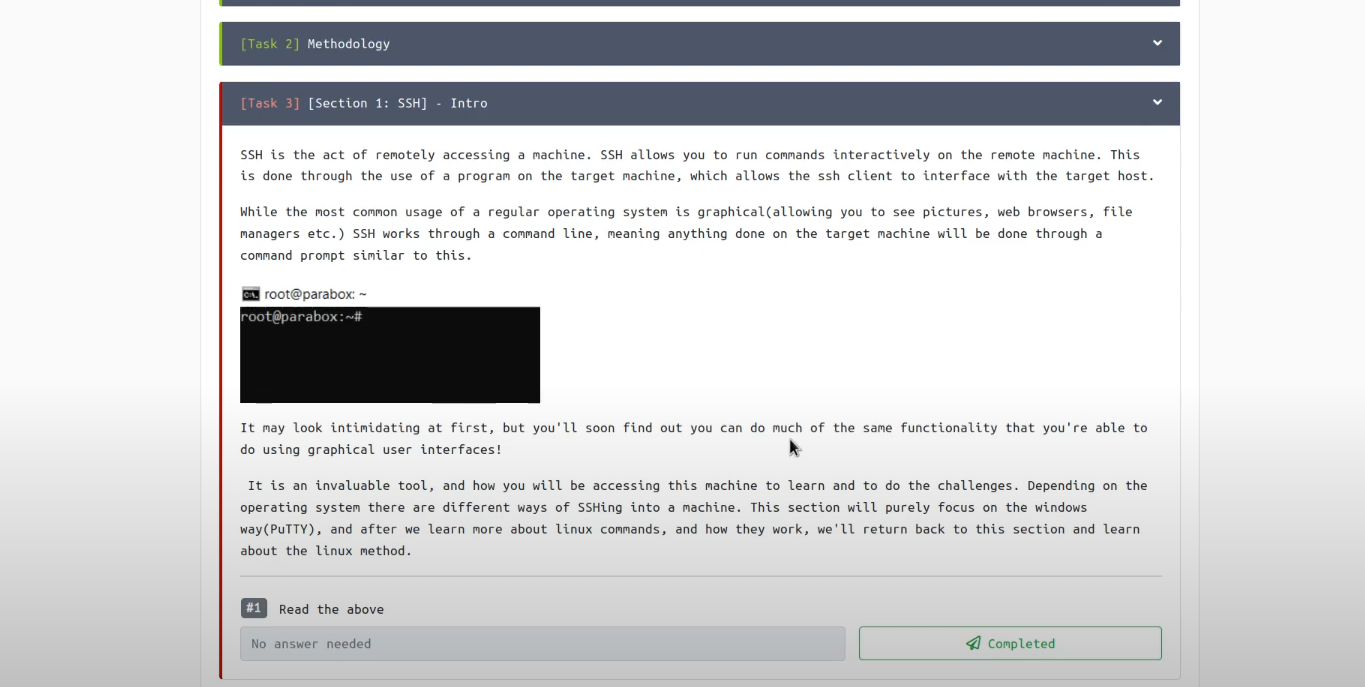 [Task 2] Methodology
[Task 3] [Section 1: SSH] - Intro
SSH is the act of remotely accessing a machine. SSH allows you to run commands interactively on the remote machine. This
is done through the use of a program on the target machine, which allows the ssh client to interface with the target host.
While the most common usage of a regular operating system is graphical(allowing you to see pictures, web browsers, file
managers etc.) SSH works through a command line, meaning anything done on the target machine will be done through a
command prompt similar to this.
C:\. root@parabox: ~
root@parabox:~#
It may look intimidating at first, but you'll soon find out you can do much of the same functionality that you're able to
do using graphical user interfaces!
It is an invaluable tool, and how you will be accessing this machine to learn and to do the challenges. Depending on the
operating system there are different ways of SSHing into a machine. This section will purely focus on the windows
way(PuTTY), and after we learn more about linux commands, and how they work, we'll return back to this section and learn
about the linux method.
#1 Read the above
No answer needed
Completed